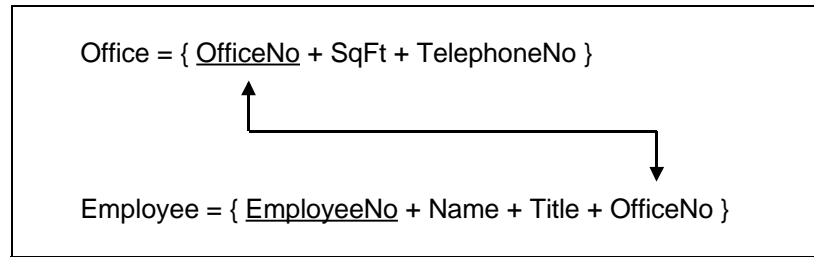 Office = { OfficeNo + SqFt + TelephoneNo }
Employee = { EmployeeNo + Name + Title + OfficeNo }